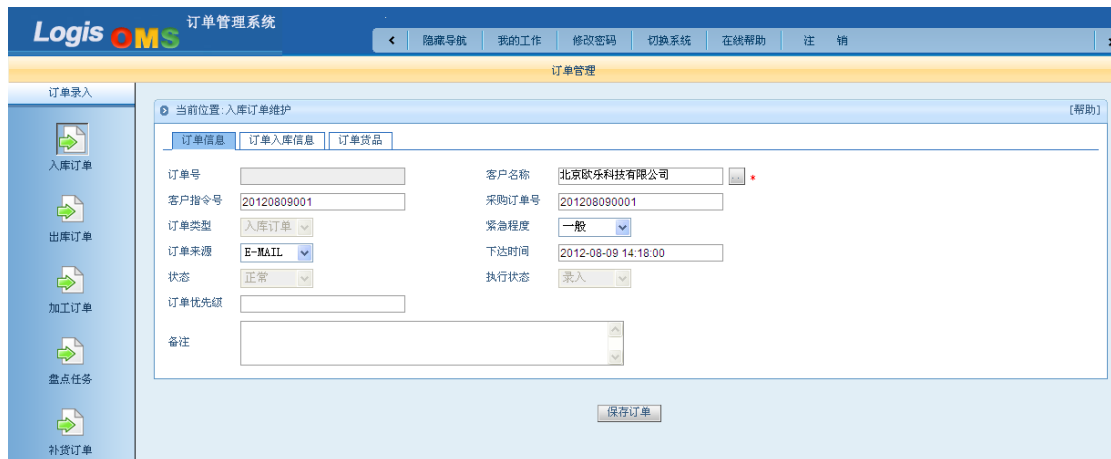 Logis OMS 订单管理系统
隐藏导航 我的工作 修改密码 切换系统 在线帮助 注 销
订单管理
订单录入
当前位置:入库订单维护 [帮助]
订单信息 订单入库信息 订单货品
入库订单
出库订单
加工订单
盘点任务
补货订单
订单号 客户名称 北京欧乐科技有限公司 ... *
客户指令号 20120809001 采购订单号 201208090001
订单类型 入库订单 紧急程度 一般
订单来源 E-MAIL 下达时间 2012-08-09 14:18:00
状态 正常 执行状态 录入
订单优先级
备注
保存订单